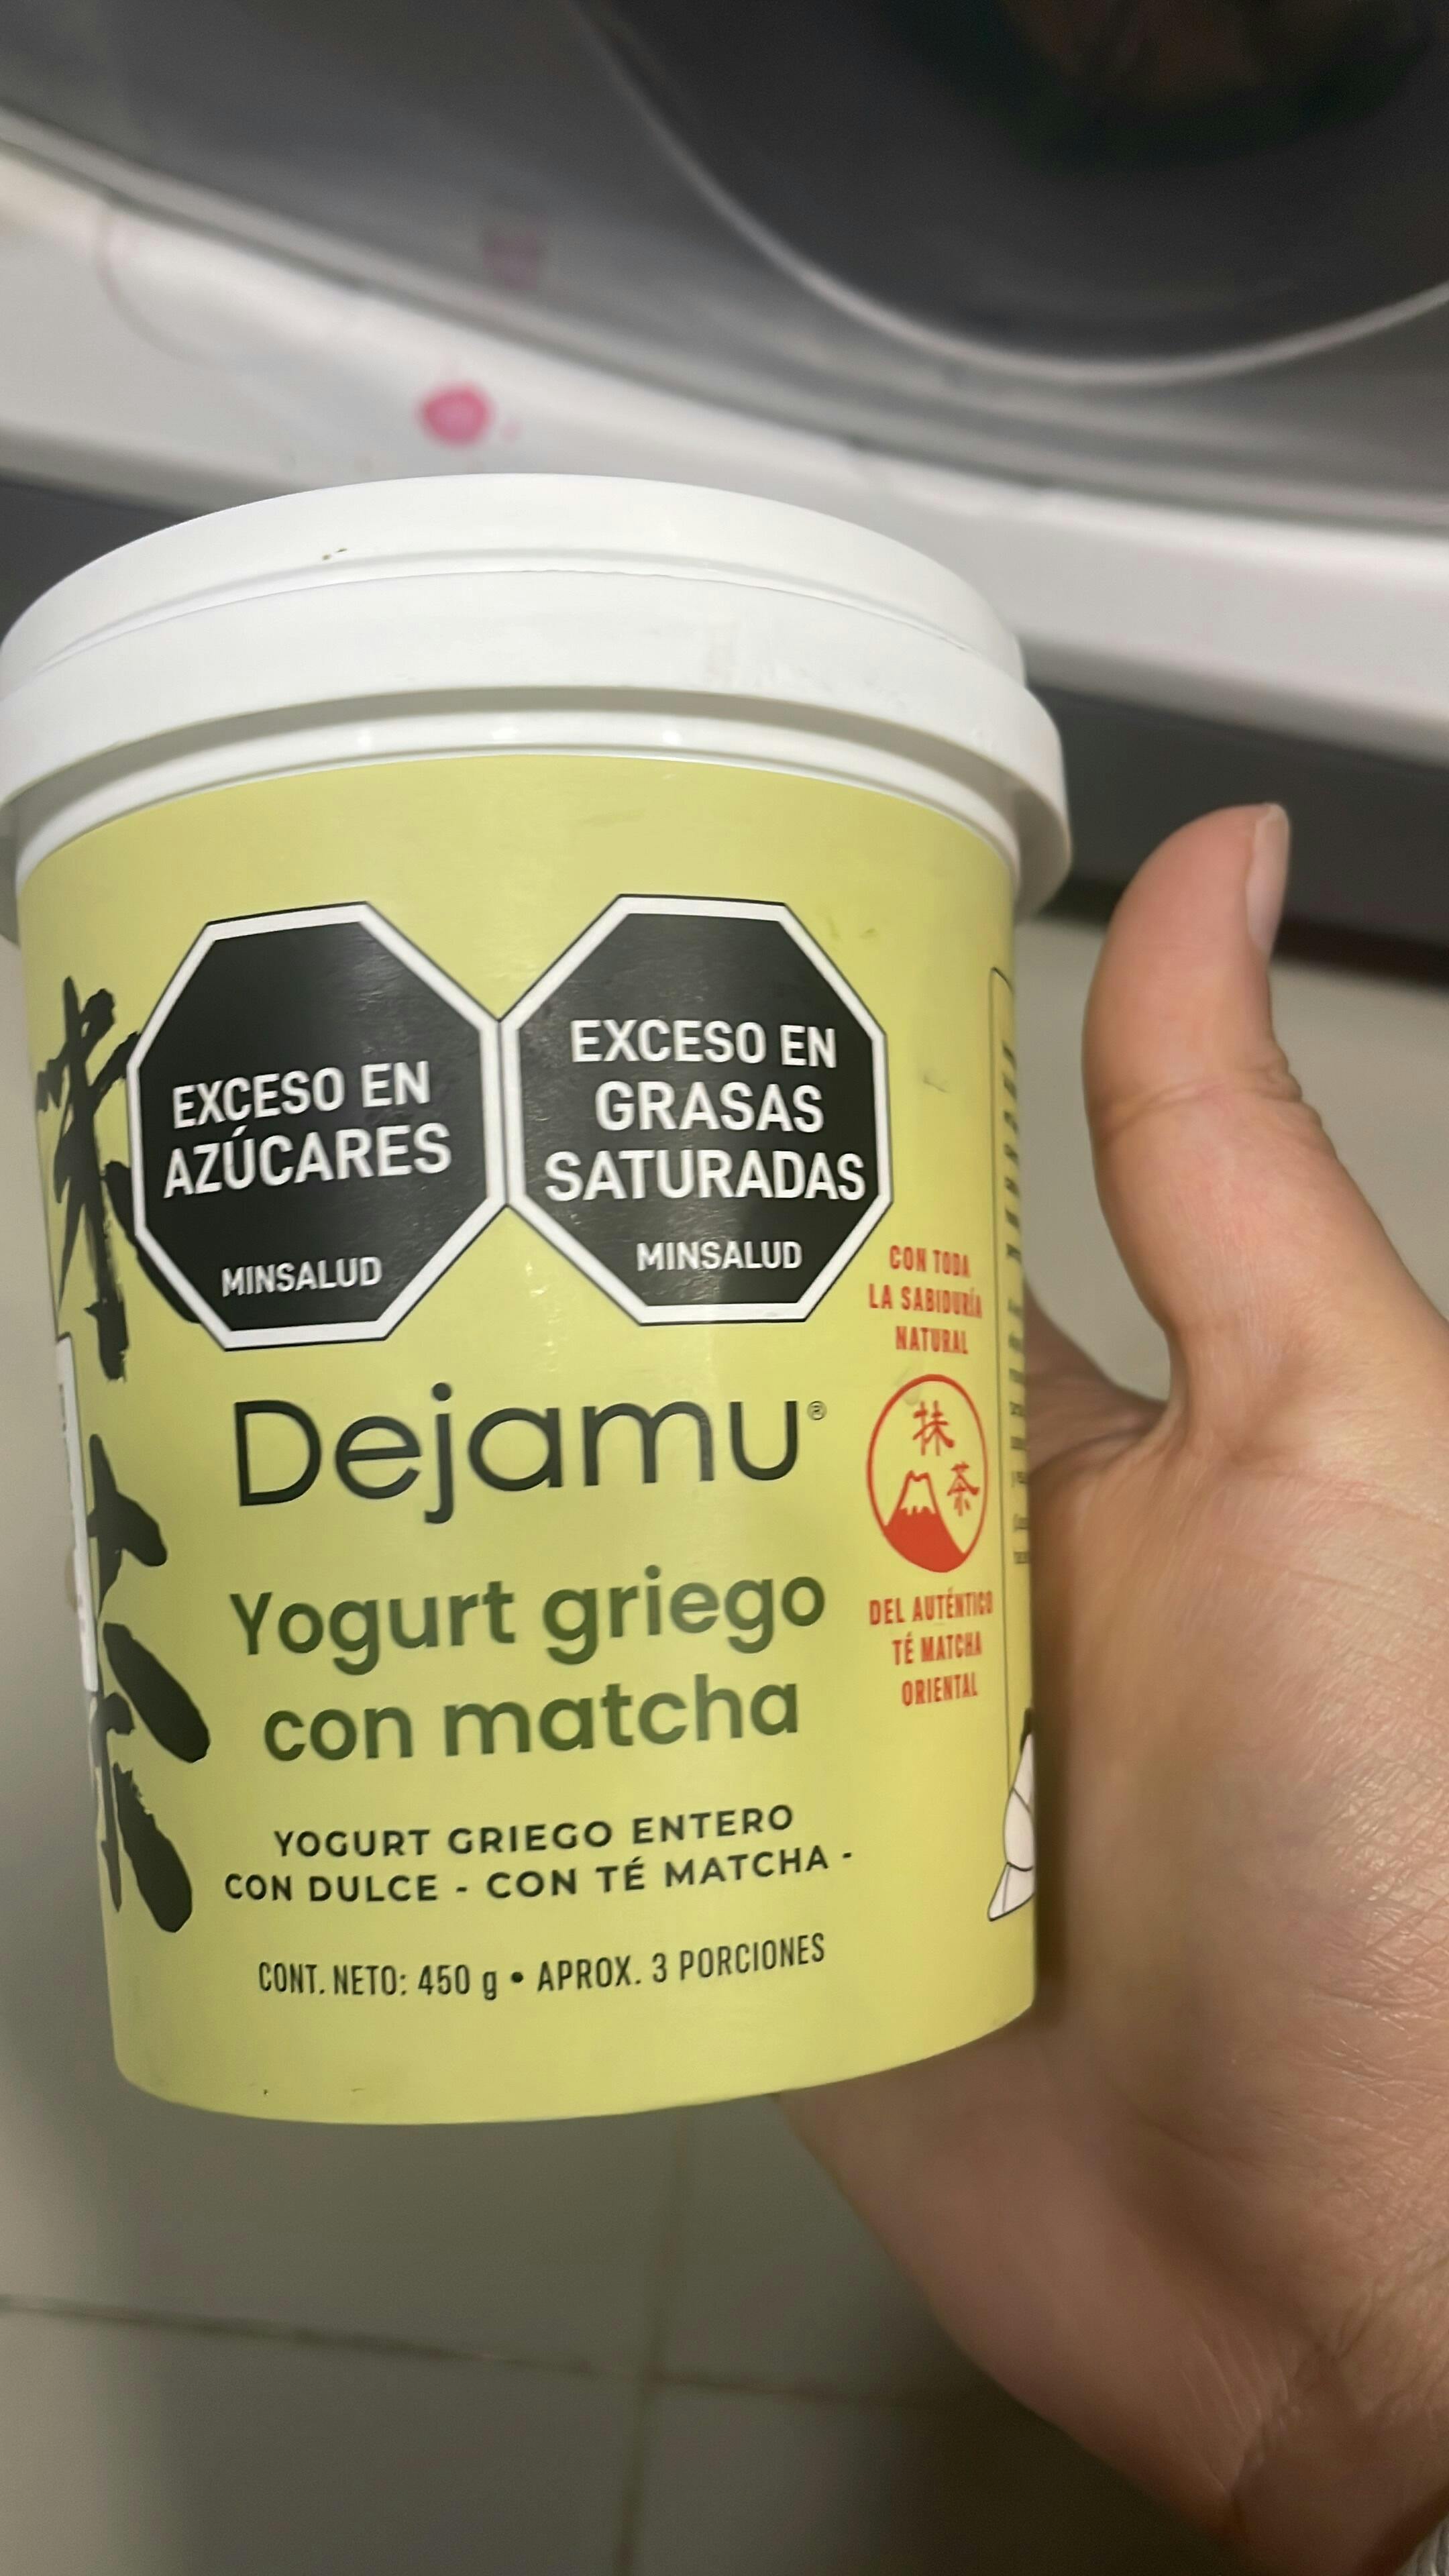 EXCESO EN
AZÚCARES
MINSALUD
EXCESO EN
GRASAS
SATURADAS
MINSALUD
CON TODA
LA SABIDURÍA
NATURAL
抹
茶
DEL AUTÉNTICO
TÉ MATCHA
ORIENTAL
Dejamu®
Yogurt griego
con matcha
YOGURT GRIEGO ENTERO
CON DULCE - CON TÉ MATCHA -
CONT. NETO: 450 g • APROX. 3 PORCIONES